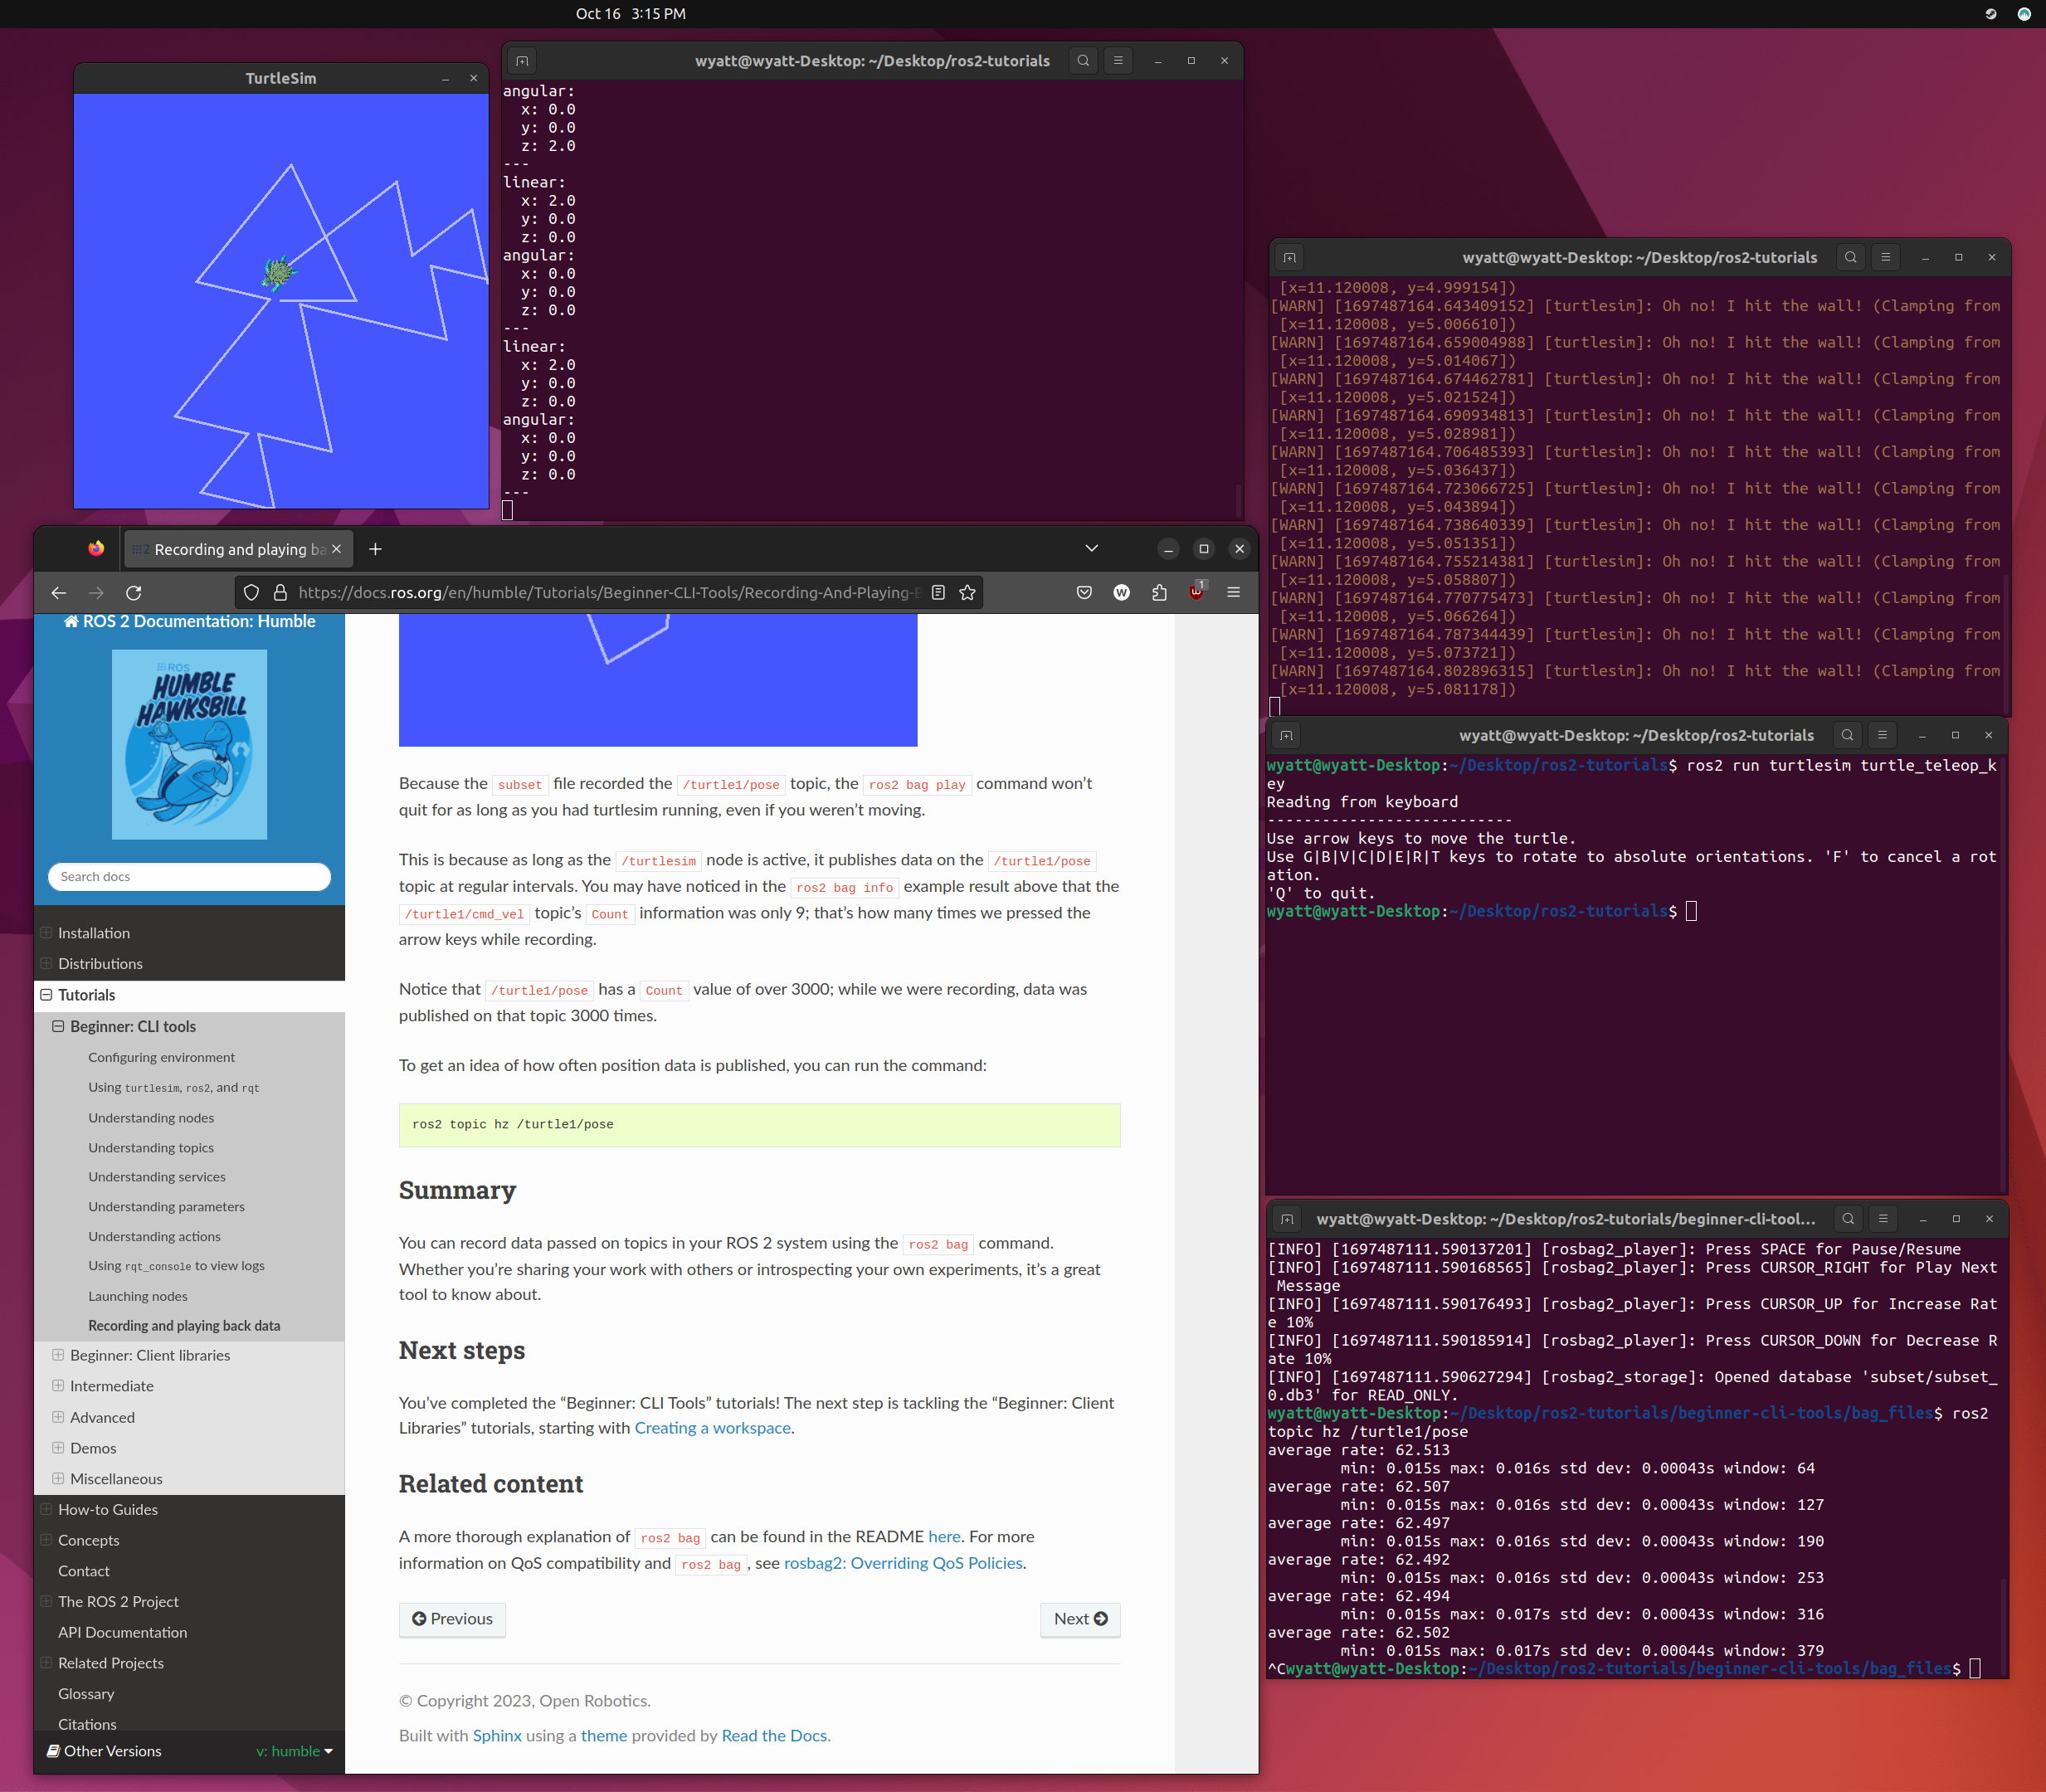 Oct 16 3:15 PM
TurtleSim
wyatt@wyatt-Desktop: ~/Desktop/ros2-tutorials
angular:
x: 0.0
y: 0.0
z: 2.0
---
linear:
x: 2.0
y: 0.0
z: 0.0
angular:
x: 0.0
y: 0.0
z: 0.0
---
linear:
x: 2.0
y: 0.0
z: 0.0
angular:
x: 0.0
y: 0.0
z: 0.0
---
wyatt@wyatt-Desktop: ~/Desktop/ros2-tutorials
[x=11.120008, y=4.999154])
[WARN] [1697487164.643409152] [turtlesim]: Oh no! I hit the wall! (Clamping from
[x=11.120008, y=5.006610])
[WARN] [1697487164.659004988] [turtlesim]: Oh no! I hit the wall! (Clamping from
[x=11.120008, y=5.014067])
[WARN] [1697487164.674462781] [turtlesim]: Oh no! I hit the wall! (Clamping from
[x=11.120008, y=5.021524])
[WARN] [1697487164.690934813] [turtlesim]: Oh no! I hit the wall! (Clamping from
[x=11.120008, y=5.028981])
[WARN] [1697487164.706485393] [turtlesim]: Oh no! I hit the wall! (Clamping from
[x=11.120008, y=5.036437])
[WARN] [1697487164.723066725] [turtlesim]: Oh no! I hit the wall! (Clamping from
[x=11.120008, y=5.043894])
[WARN] [1697487164.738640339] [turtlesim]: Oh no! I hit the wall! (Clamping from
[x=11.120008, y=5.051351])
[WARN] [1697487164.755214381] [turtlesim]: Oh no! I hit the wall! (Clamping from
[x=11.120008, y=5.058807])
[WARN] [1697487164.770775473] [turtlesim]: Oh no! I hit the wall! (Clamping from
[x=11.120008, y=5.066264])
[WARN] [1697487164.787344439] [turtlesim]: Oh no! I hit the wall! (Clamping from
[x=11.120008, y=5.073721])
[WARN] [1697487164.802896315] [turtlesim]: Oh no! I hit the wall! (Clamping from
[x=11.120008, y=5.081178])
Recording and playing ba
https://docs.ros.org/en/humble/Tutorials/Beginner-CLI-Tools/Recording-And-Playing-B
W
1
ROS 2 Documentation: Humble
ROS
HUMBLE
HAWKSBILL
Search docs
Installation
Distributions
Tutorials
Beginner: CLI tools
Configuring environment
Using turtlesim, ros2, and rqt
Understanding nodes
Understanding topics
Understanding services
Understanding parameters
Understanding actions
Using rqt_console to view logs
Launching nodes
Recording and playing back data
Beginner: Client libraries
Intermediate
Advanced
Demos
Miscellaneous
How-to Guides
Concepts
Contact
The ROS 2 Project
API Documentation
Related Projects
Glossary
Citations
Other Versions v: humble
Because the subset file recorded the /turtle1/pose topic, the ros2 bag play command won’t
quit for as long as you had turtlesim running, even if you weren’t moving.
This is because as long as the /turtlesim node is active, it publishes data on the /turtle1/pose
topic at regular intervals. You may have noticed in the ros2 bag info example result above that the
/turtle1/cmd_vel topic’s Count information was only 9; that’s how many times we pressed the
arrow keys while recording.
Notice that /turtle1/pose has a Count value of over 3000; while we were recording, data was
published on that topic 3000 times.
To get an idea of how often position data is published, you can run the command:
ros2 topic hz /turtle1/pose
Summary
You can record data passed on topics in your ROS 2 system using the ros2 bag command.
Whether you’re sharing your work with others or introspecting your own experiments, it’s a great
tool to know about.
Next steps
You’ve completed the “Beginner: CLI Tools” tutorials! The next step is tackling the “Beginner: Client
Libraries” tutorials, starting with Creating a workspace.
Related content
A more thorough explanation of ros2 bag can be found in the README here. For more
information on QoS compatibility and ros2 bag, see rosbag2: Overriding QoS Policies.
Previous Next
© Copyright 2023, Open Robotics.
Built with Sphinx using a theme provided by Read the Docs.
wyatt@wyatt-Desktop: ~/Desktop/ros2-tutorials
wyatt@wyatt-Desktop:~/Desktop/ros2-tutorials$ ros2 run turtlesim turtle_teleop_k
ey
Reading from keyboard
---------------------------
Use arrow keys to move the turtle.
Use G|B|V|C|D|E|R|T keys to rotate to absolute orientations. 'F' to cancel a rot
ation.
'Q' to quit.
wyatt@wyatt-Desktop:~/Desktop/ros2-tutorials$
wyatt@wyatt-Desktop: ~/Desktop/ros2-tutorials/beginner-cli-tool…
[INFO] [1697487111.590137201] [rosbag2_player]: Press SPACE for Pause/Resume
[INFO] [1697487111.590168565] [rosbag2_player]: Press CURSOR_RIGHT for Play Next
Message
[INFO] [1697487111.590176493] [rosbag2_player]: Press CURSOR_UP for Increase Rat
e 10%
[INFO] [1697487111.590185914] [rosbag2_player]: Press CURSOR_DOWN for Decrease R
ate 10%
[INFO] [1697487111.590627294] [rosbag2_storage]: Opened database 'subset/subset_
0.db3' for READ_ONLY.
wyatt@wyatt-Desktop:~/Desktop/ros2-tutorials/beginner-cli-tools/bag_files$ ros2
topic hz /turtle1/pose
average rate: 62.513
min: 0.015s max: 0.016s std dev: 0.00043s window: 64
average rate: 62.507
min: 0.015s max: 0.016s std dev: 0.00043s window: 127
average rate: 62.497
min: 0.015s max: 0.016s std dev: 0.00043s window: 190
average rate: 62.492
min: 0.015s max: 0.016s std dev: 0.00043s window: 253
average rate: 62.494
min: 0.015s max: 0.017s std dev: 0.00043s window: 316
average rate: 62.502
min: 0.015s max: 0.017s std dev: 0.00044s window: 379
^Cwyatt@wyatt-Desktop:~/Desktop/ros2-tutorials/beginner-cli-tools/bag_files$